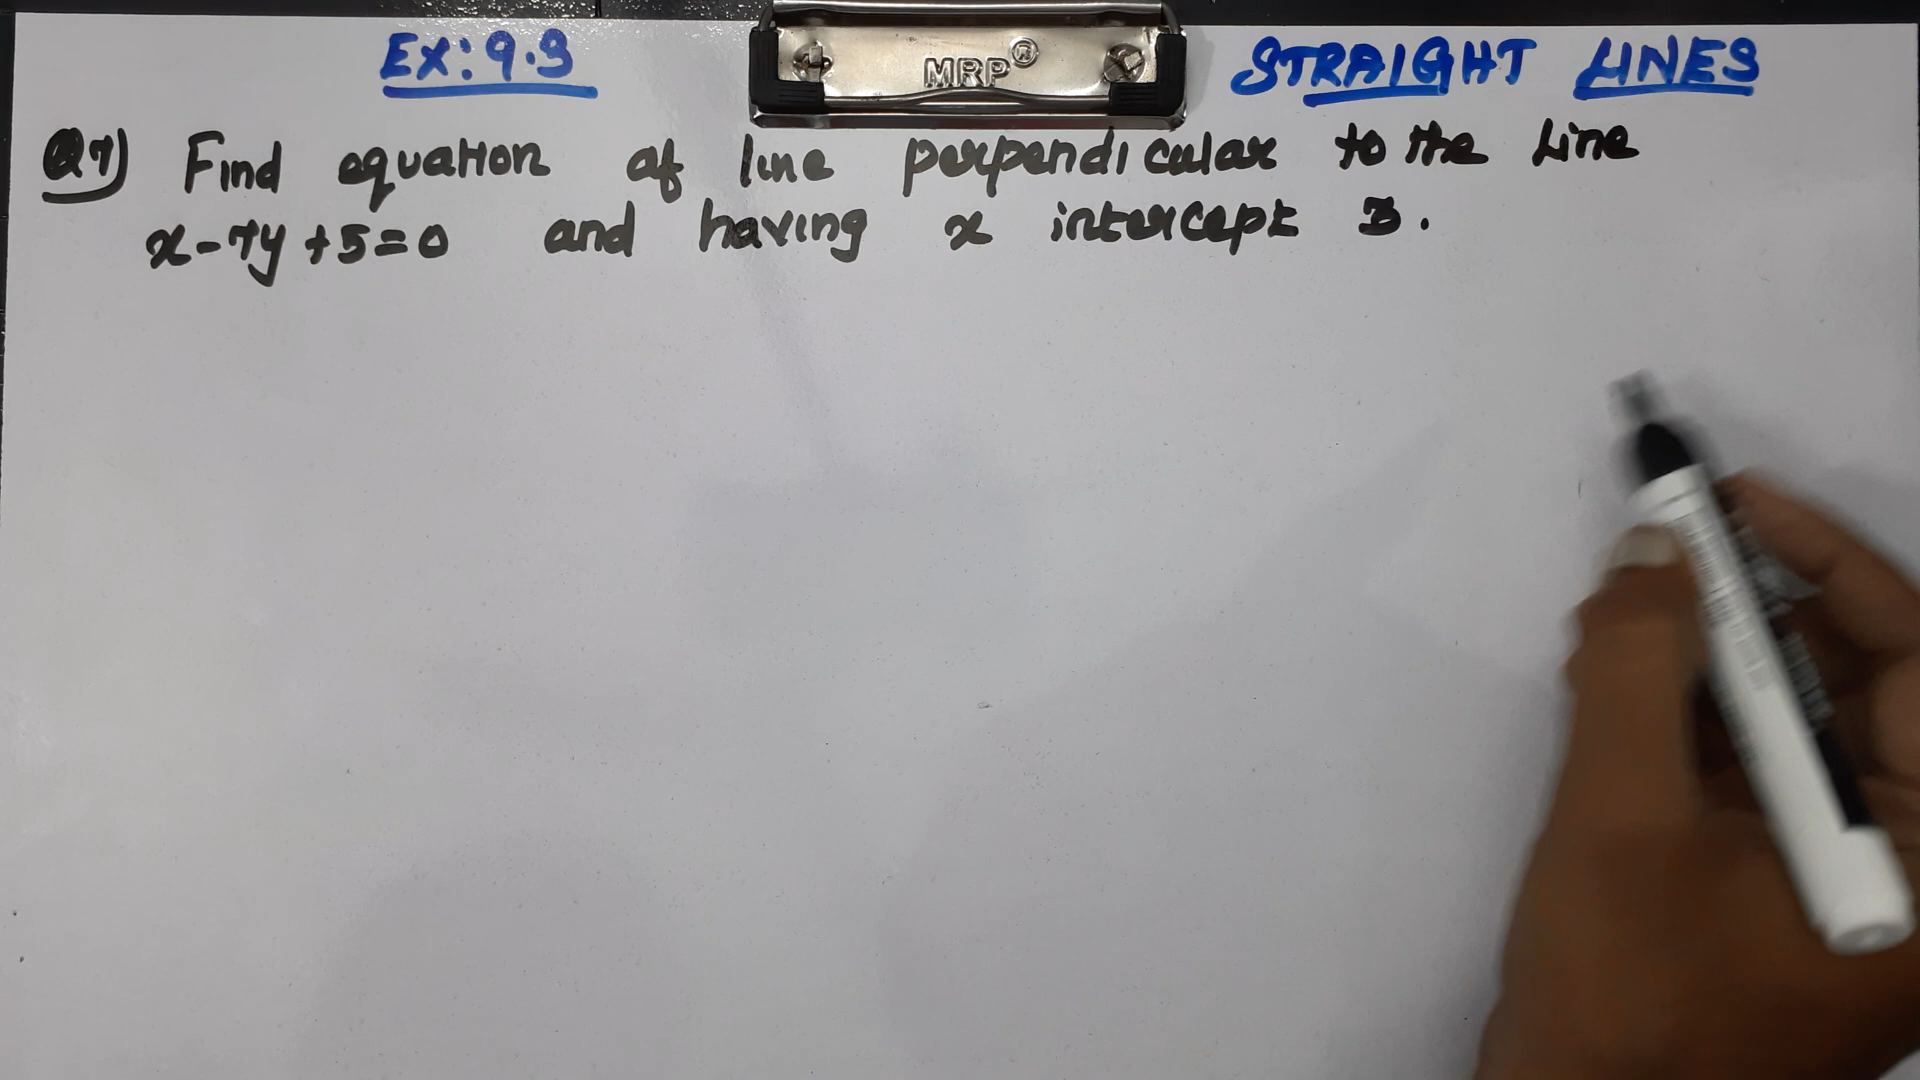 EX: 9.3
MRP®
STRAIGHT LINES
Q7) Find equation of line perpendicular to the Line
x - 7y + 5 = 0 and having x intercept 3.